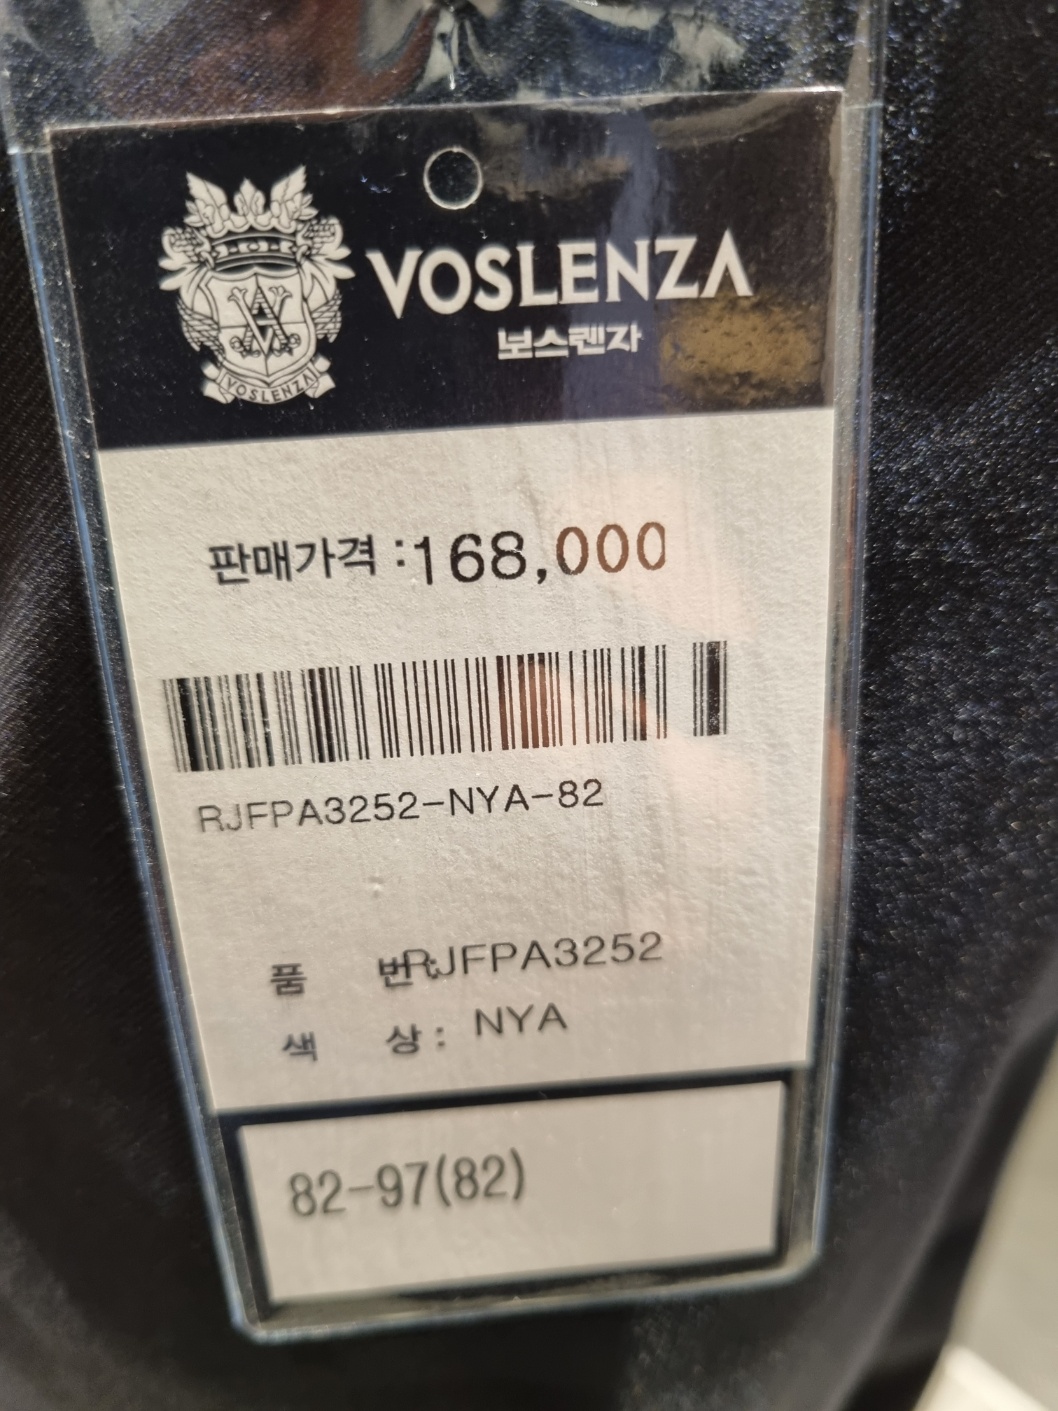 VOSLENZA
보스렌자
VOSLENZA
판매가격 :168,000
RJFPA3252-NYA-82
품 번: RJFPA3252
색 상: NYA
82-97(82)